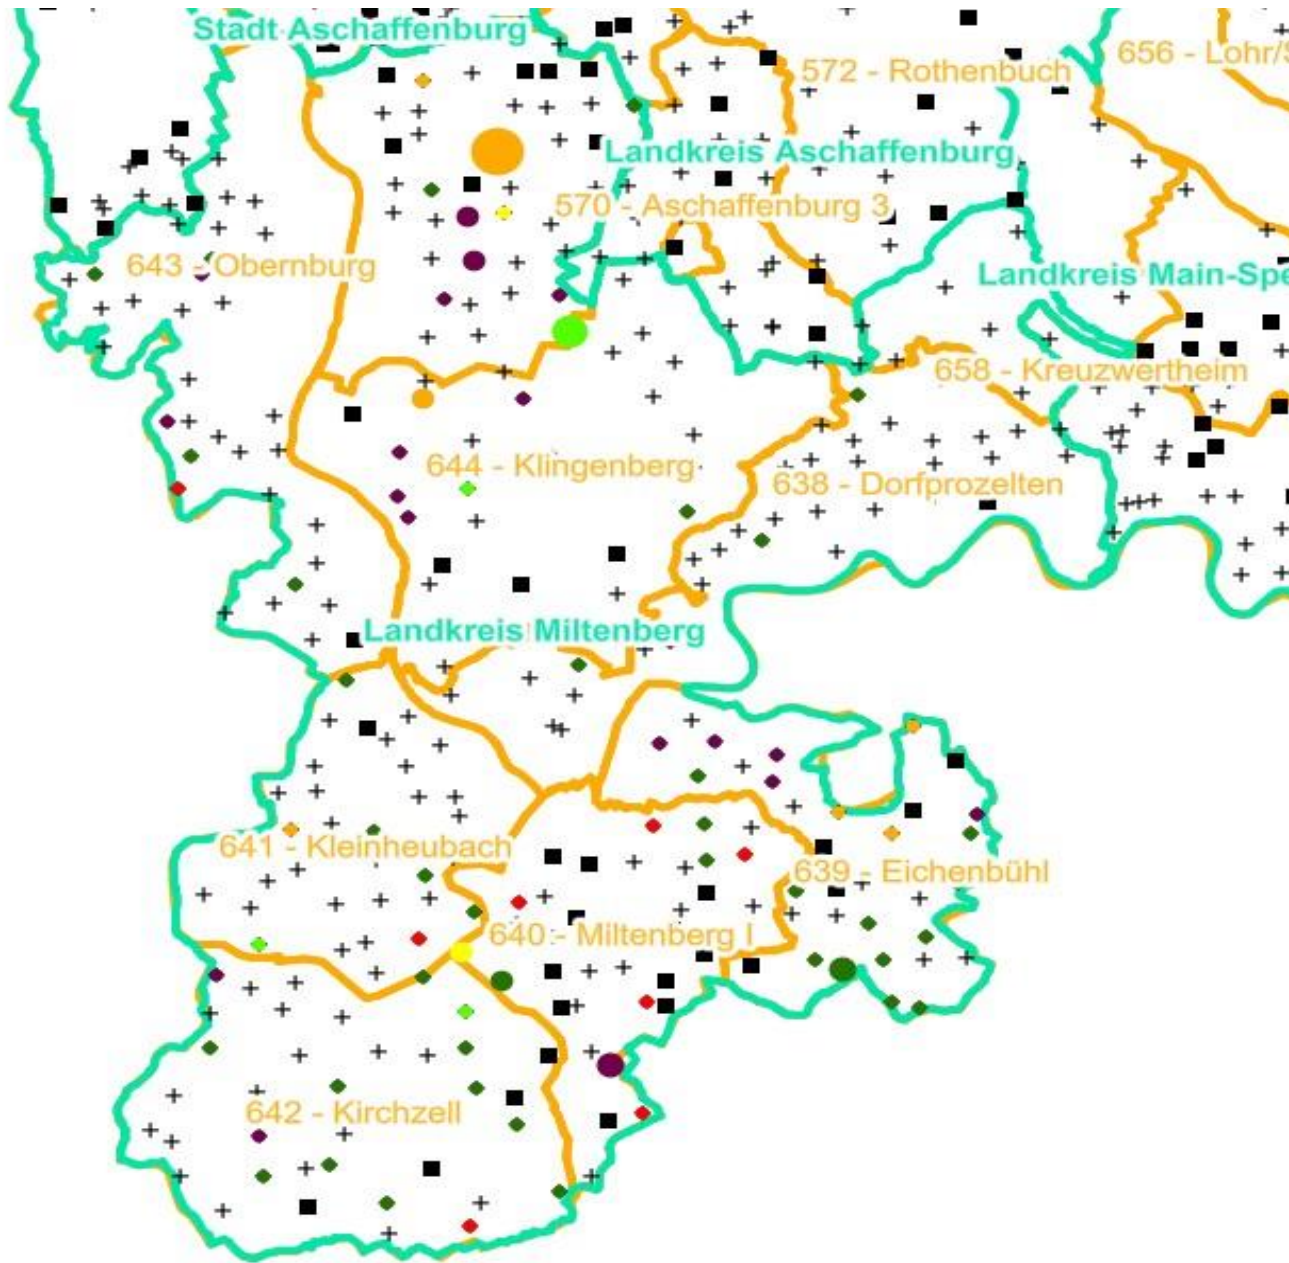 Stadt Aschaffenburg
656 - Lohr/S
572 - Rothenbuch
Landkreis Aschaffenburg
570 - Aschaffenburg 3
643 - Obernburg
Landkreis Main-Spe
658 - Kreuzwertheim
644 - Klingenberg
638 - Dorfprozelten
Landkreis Miltenberg
641 - Kleinheubach
639 - Eichenbühl
640 - Miltenberg I
642 - Kirchzell